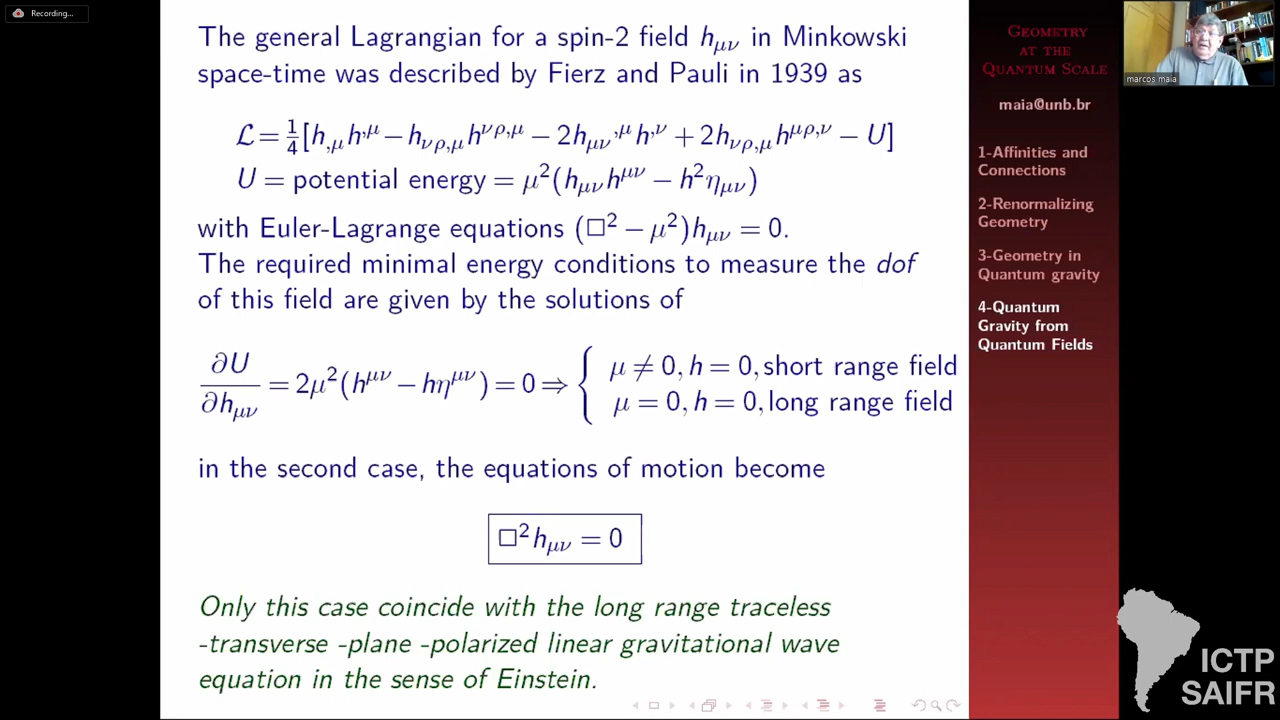 Recording...
The general Lagrangian for a spin-2 field h_{μν} in Minkowski
space-time was described by Fierz and Pauli in 1939 as
ℒ = 1/4 [h_{,μ}h^{,μ} − h_{νρ,μ}h^{νρ,μ} − 2h_{μν}{}^{,μ}h^{,ν} + 2h_{νρ,μ}h^{μρ,ν} − U]
U = potential energy = μ²(h_{μν}h^{μν} − h²η_{μν})
with Euler-Lagrange equations (□² − μ²)h_{μν} = 0.
The required minimal energy conditions to measure the dof
of this field are given by the solutions of
∂U/∂h_{μν} = 2μ²(h^{μν} − hη^{μν}) = 0 ⇒ {
μ ≠ 0, h = 0, short range field
μ = 0, h = 0, long range field
in the second case, the equations of motion become
□²h_{μν} = 0
Only this case coincide with the long range traceless
-transverse -plane -polarized linear gravitational wave
equation in the sense of Einstein.
Geometry
at the
Quantum Scale
maia@unb.br
1-Affinities and
Connections
2-Renormalizing
Geometry
3-Geometry in
Quantum gravity
4-Quantum
Gravity from
Quantum Fields
marcos maia
ICTP
SAIFR